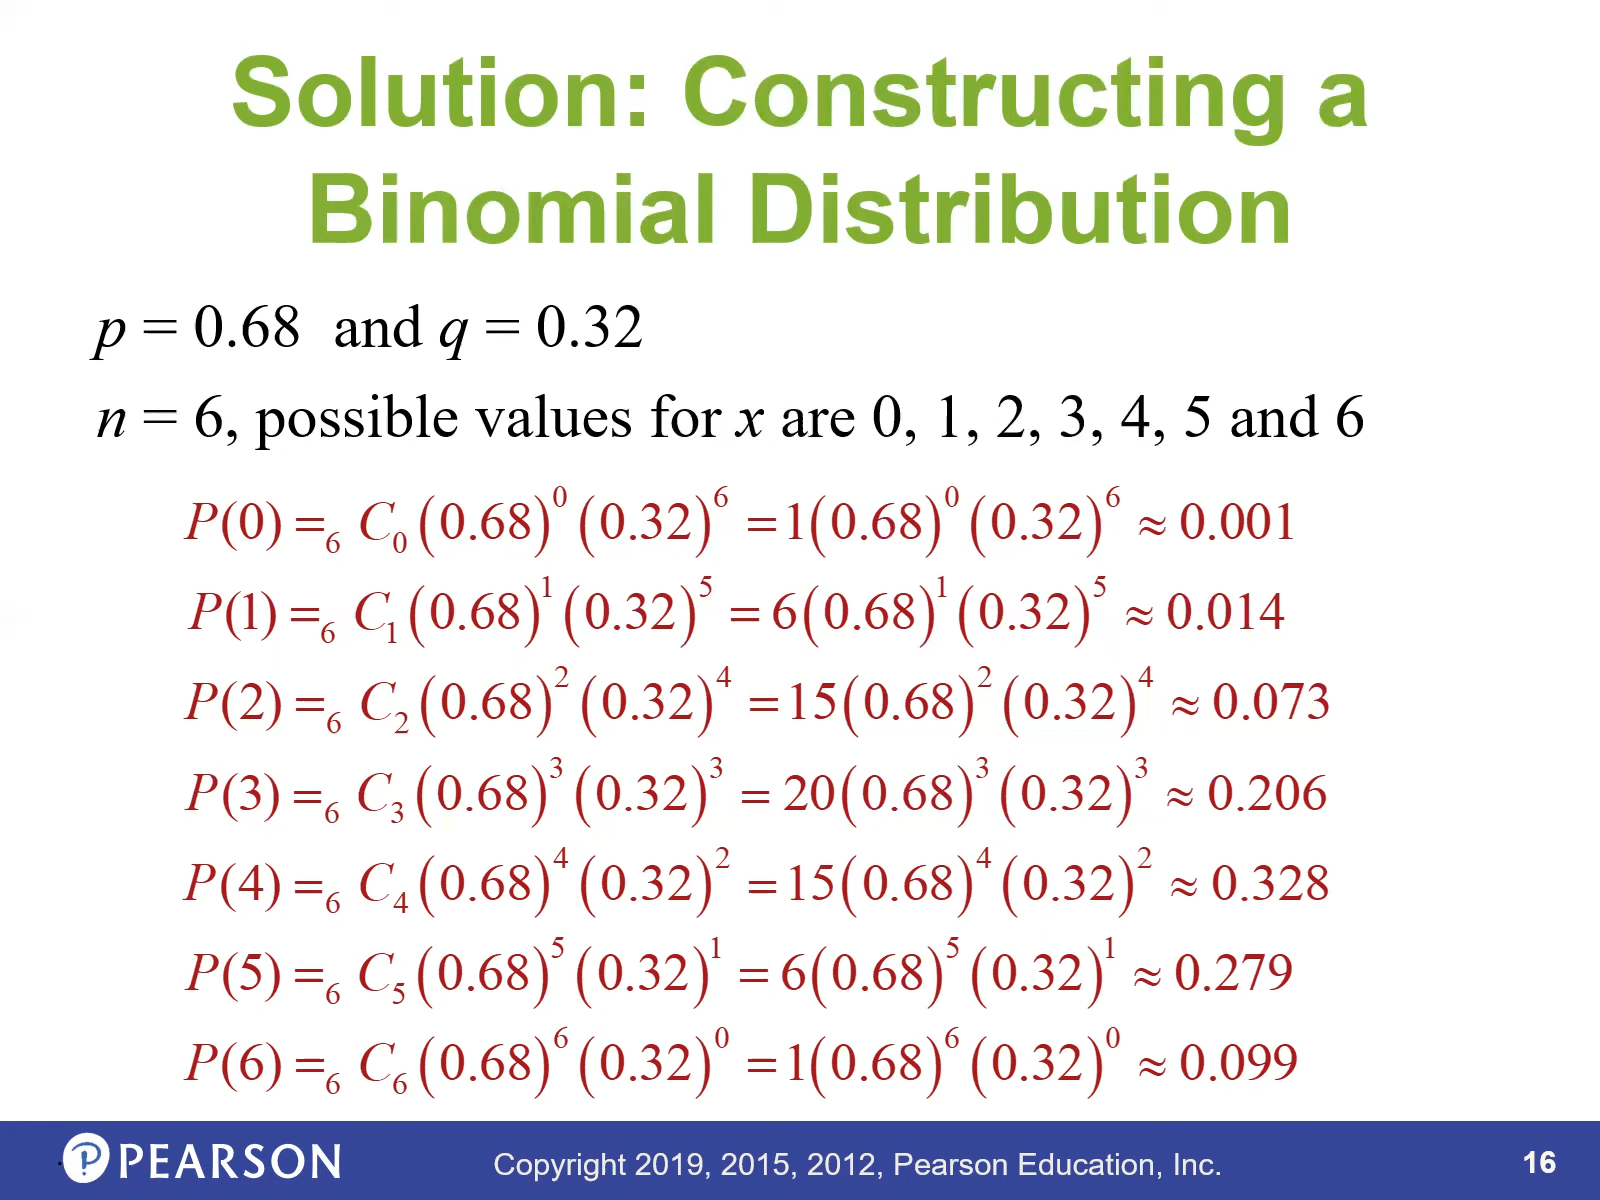 Solution: Constructing a
Binomial Distribution
p = 0.68 and q = 0.32
n = 6, possible values for x are 0, 1, 2, 3, 4, 5 and 6
P(0) = ₆C₀(0.68)⁰(0.32)⁶ = 1(0.68)⁰(0.32)⁶ ≈ 0.001
P(1) = ₆C₁(0.68)¹(0.32)⁵ = 6(0.68)¹(0.32)⁵ ≈ 0.014
P(2) = ₆C₂(0.68)²(0.32)⁴ = 15(0.68)²(0.32)⁴ ≈ 0.073
P(3) = ₆C₃(0.68)³(0.32)³ = 20(0.68)³(0.32)³ ≈ 0.206
P(4) = ₆C₄(0.68)⁴(0.32)² = 15(0.68)⁴(0.32)² ≈ 0.328
P(5) = ₆C₅(0.68)⁵(0.32)¹ = 6(0.68)⁵(0.32)¹ ≈ 0.279
P(6) = ₆C₆(0.68)⁶(0.32)⁰ = 1(0.68)⁶(0.32)⁰ ≈ 0.099
PEARSON
Copyright 2019, 2015, 2012, Pearson Education, Inc.
16